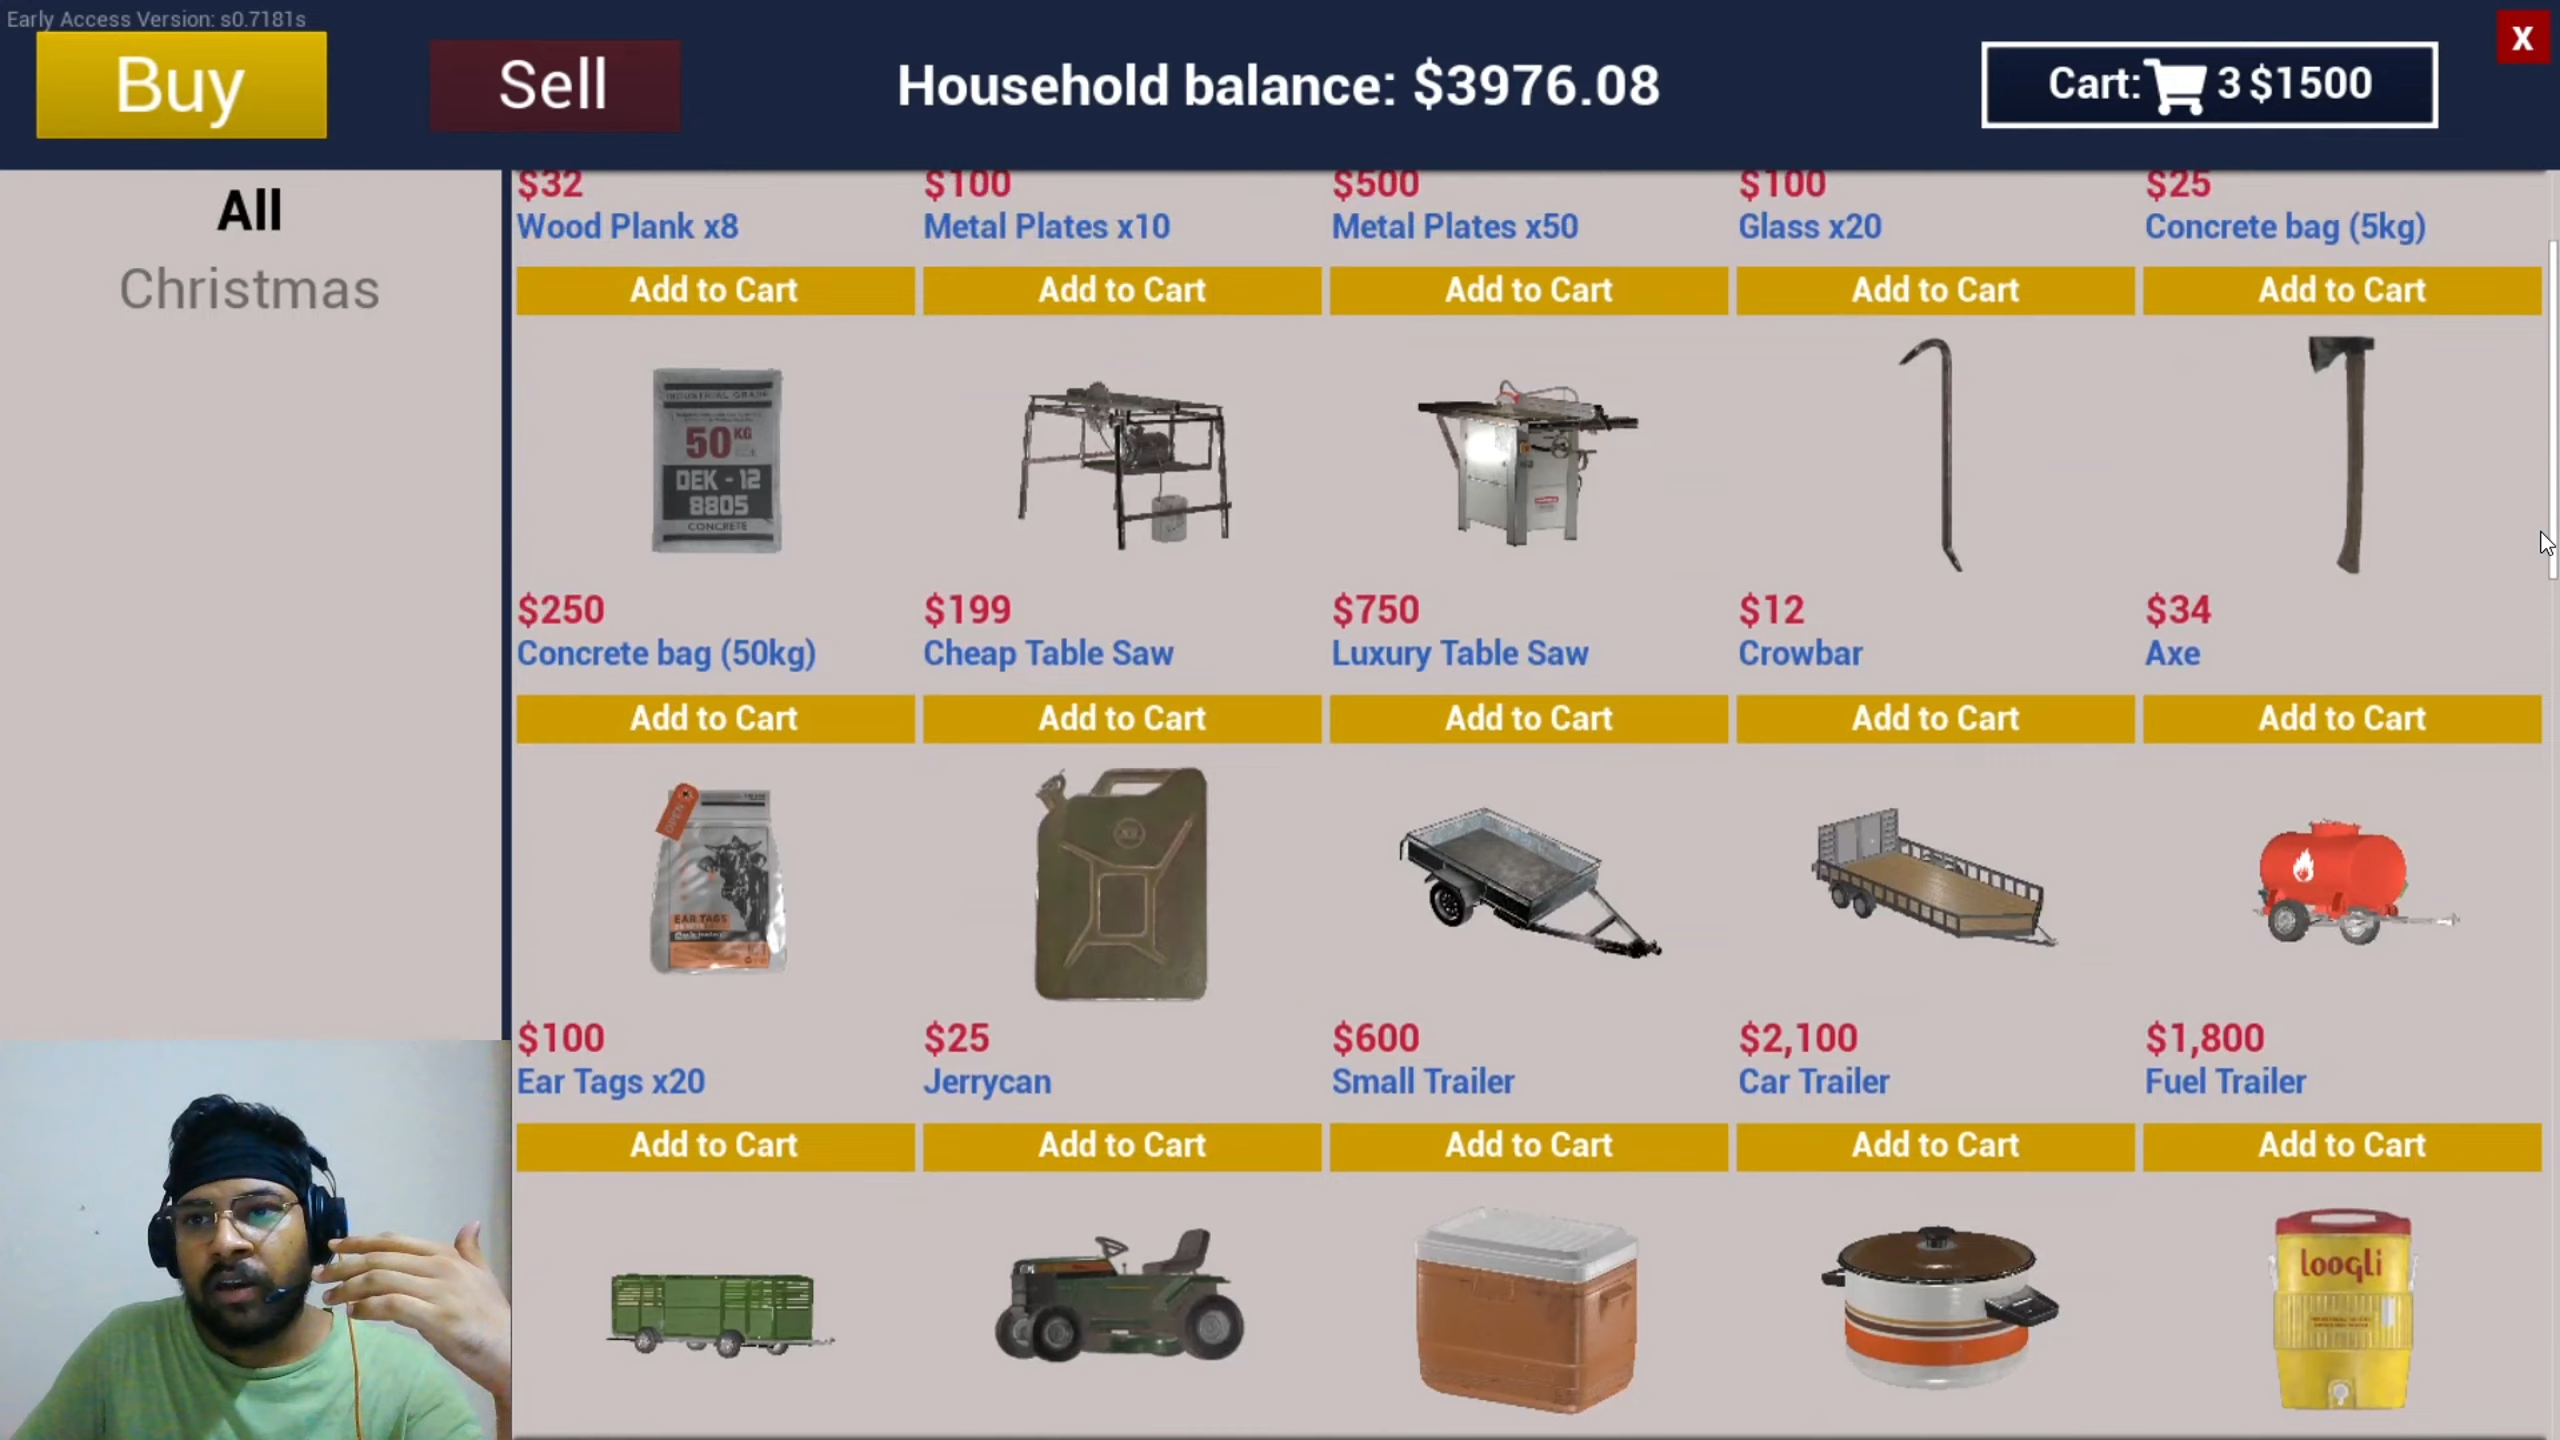 Early Access Version: s0.7181s
Buy
Sell
Household balance: $3976.08
Cart: 3 $1500
X
All
Christmas
$32
Wood Plank x8
Add to Cart
$100
Metal Plates x10
Add to Cart
$500
Metal Plates x50
Add to Cart
$100
Glass x20
Add to Cart
$25
Concrete bag (5kg)
Add to Cart
INDUSTRIAL GRADE
50 KG
DEK - 12
8805
CONCRETE
$250
Concrete bag (50kg)
Add to Cart
$199
Cheap Table Saw
Add to Cart
$750
Luxury Table Saw
Add to Cart
$12
Crowbar
Add to Cart
$34
Axe
Add to Cart
OPEN
EAR TAGS
$100
Ear Tags x20
Add to Cart
$25
Jerrycan
Add to Cart
$600
Small Trailer
Add to Cart
$2,100
Car Trailer
Add to Cart
$1,800
Fuel Trailer
Add to Cart
loogli